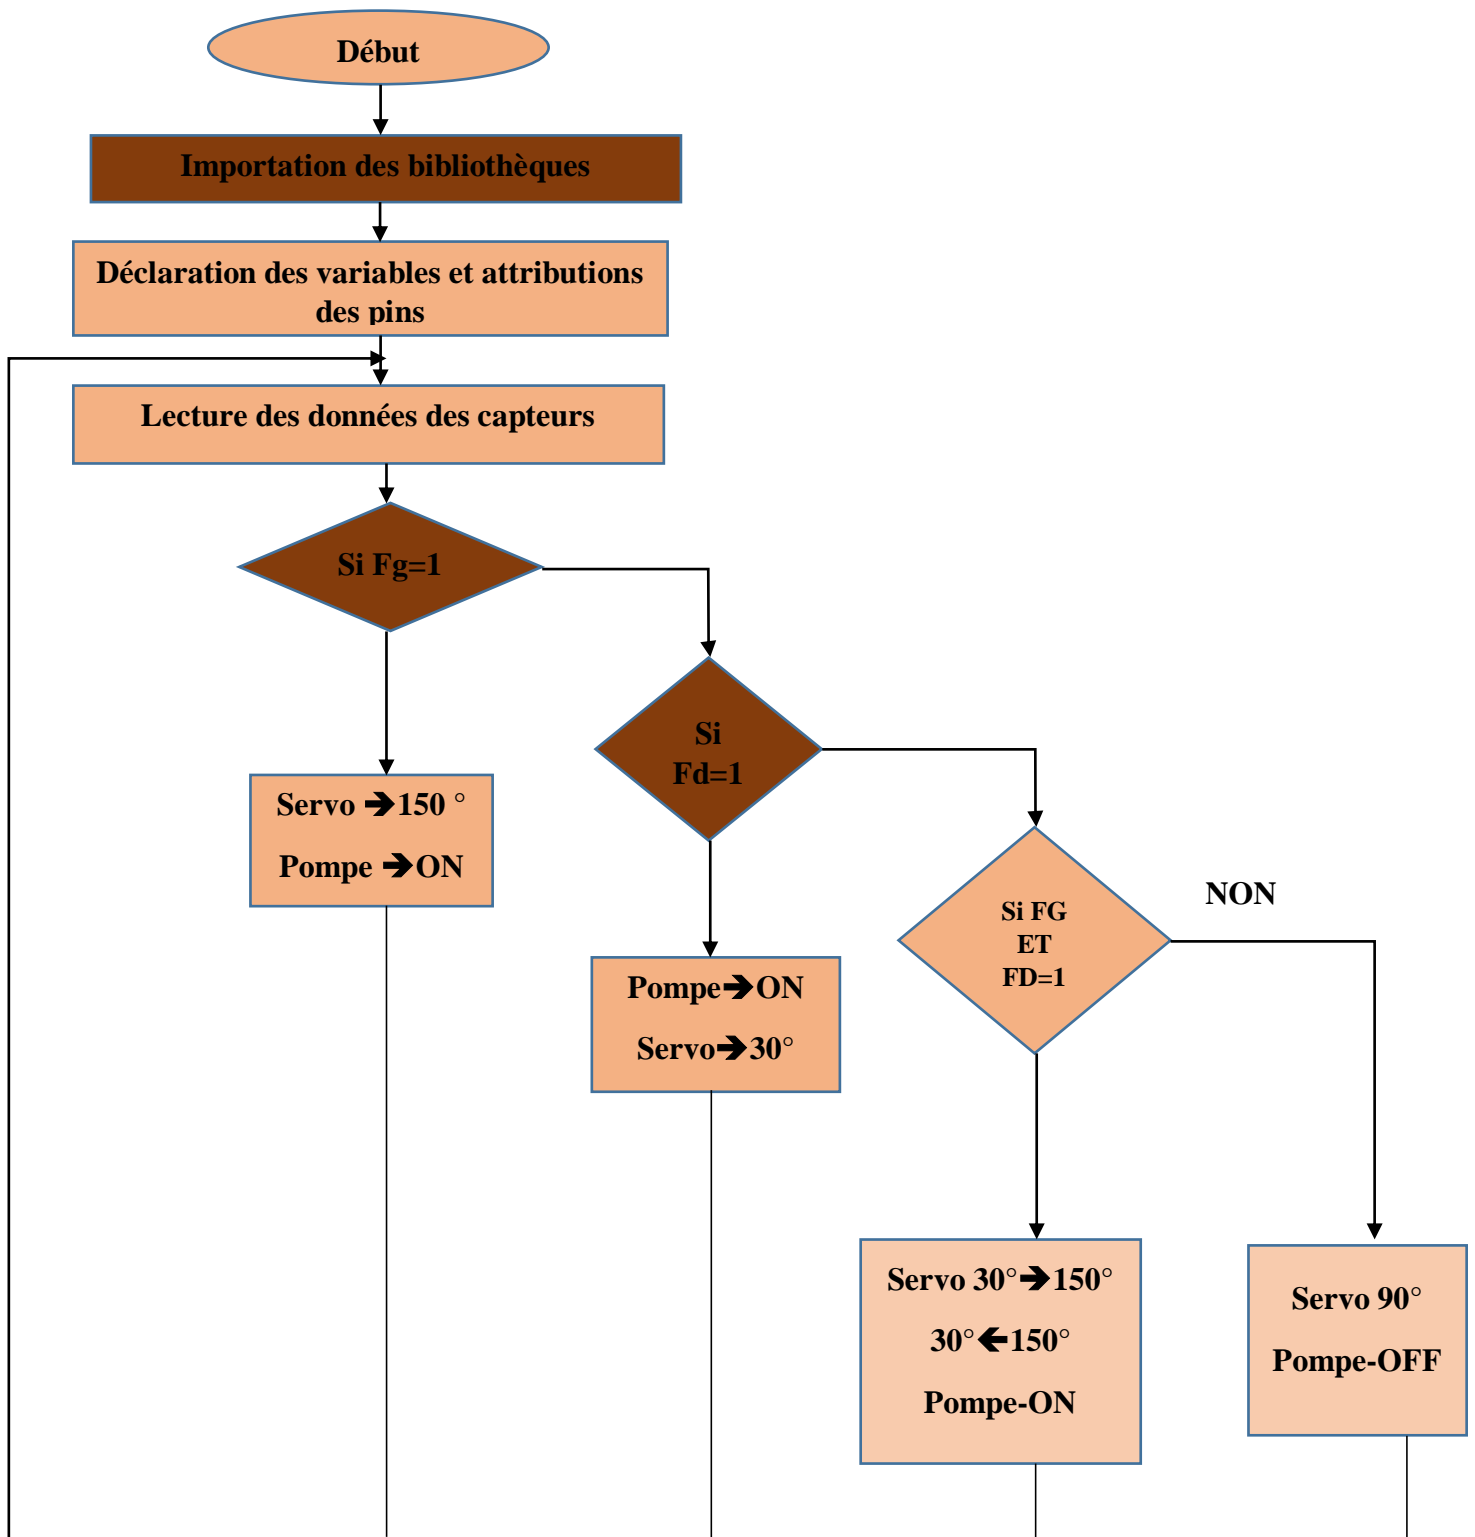 Début
Importation des bibliothèques
Déclaration des variables et attributions
des pins
Lecture des données des capteurs
Si Fg=1
Si
Fd=1
Servo ➔150 °
Pompe ➔ON
Si FG
ET
FD=1
NON
Pompe➔ON
Servo➔30°
Servo 30°➔150°
30°🡸150°
Pompe-ON
Servo 90°
Pompe-OFF